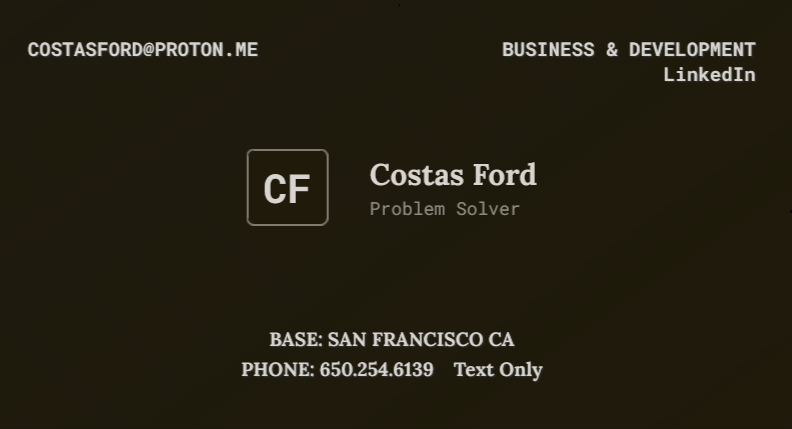 COSTASFORD@PROTON.ME
BUSINESS & DEVELOPMENT
LinkedIn
CF
Costas Ford
Problem Solver
BASE: SAN FRANCISCO CA
PHONE: 650.254.6139 Text Only